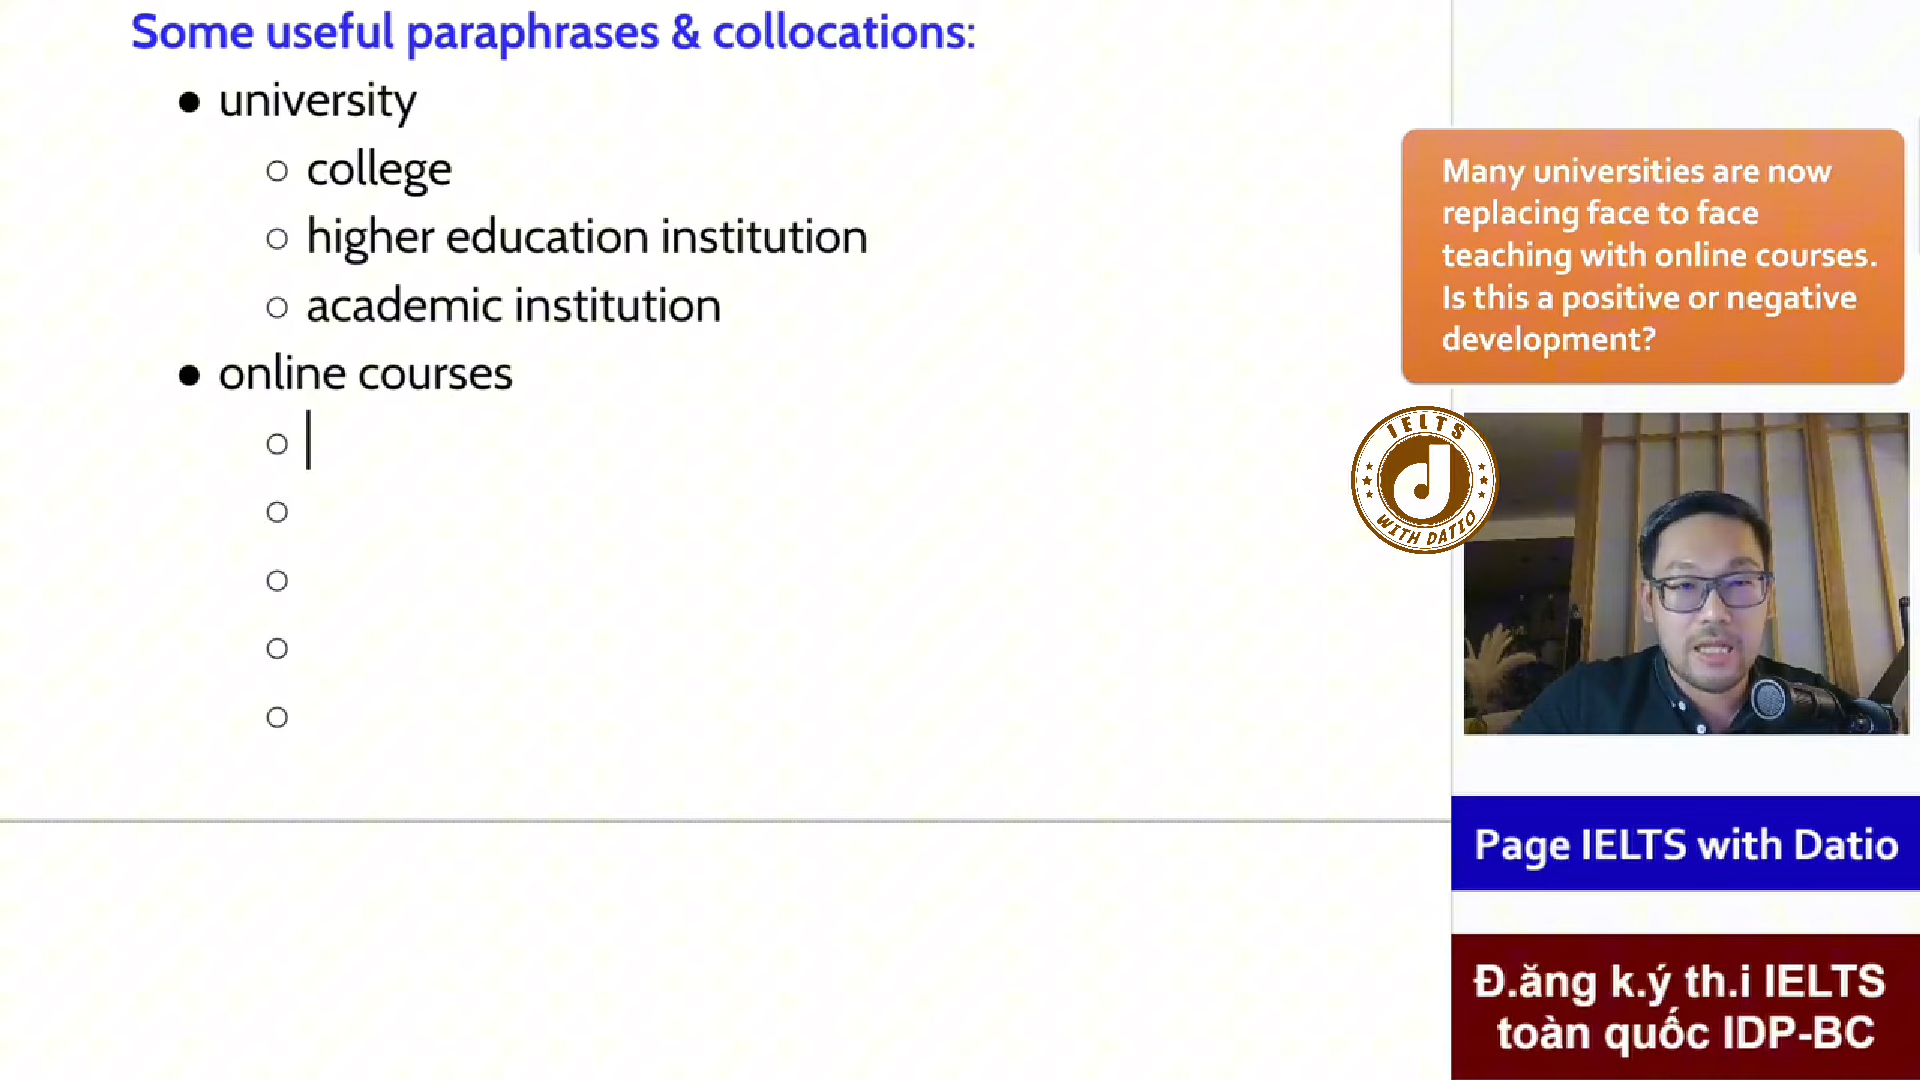 Some useful paraphrases & collocations:
university
college
higher education institution
academic institution
online courses
Many universities are now
replacing face to face
teaching with online courses.
Is this a positive or negative
development?
IELTS
WITH DATIO
Page IELTS with Datio
Đ.ăng k.ý th.i IELTS
toàn quốc IDP-BC